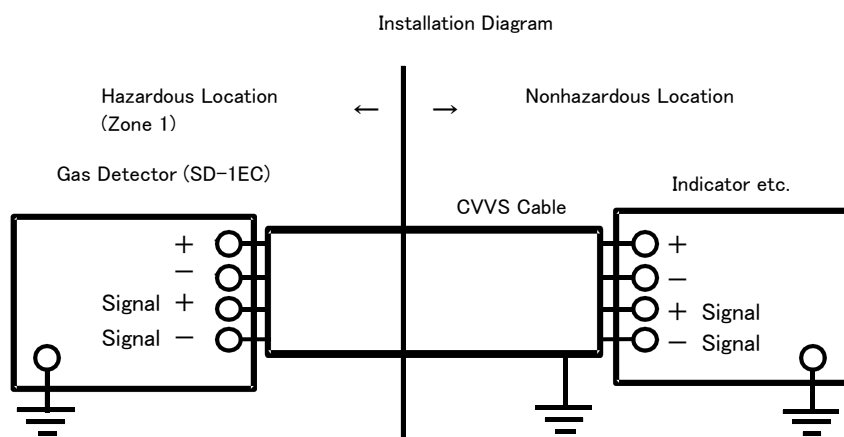 Installation Diagram
Hazardous Location
(Zone 1)
← →
Nonhazardous Location
Gas Detector (SD-1EC)
Indicator etc.
CVVS Cable
+
−
Signal +
Signal −
+
−
+ Signal
− Signal